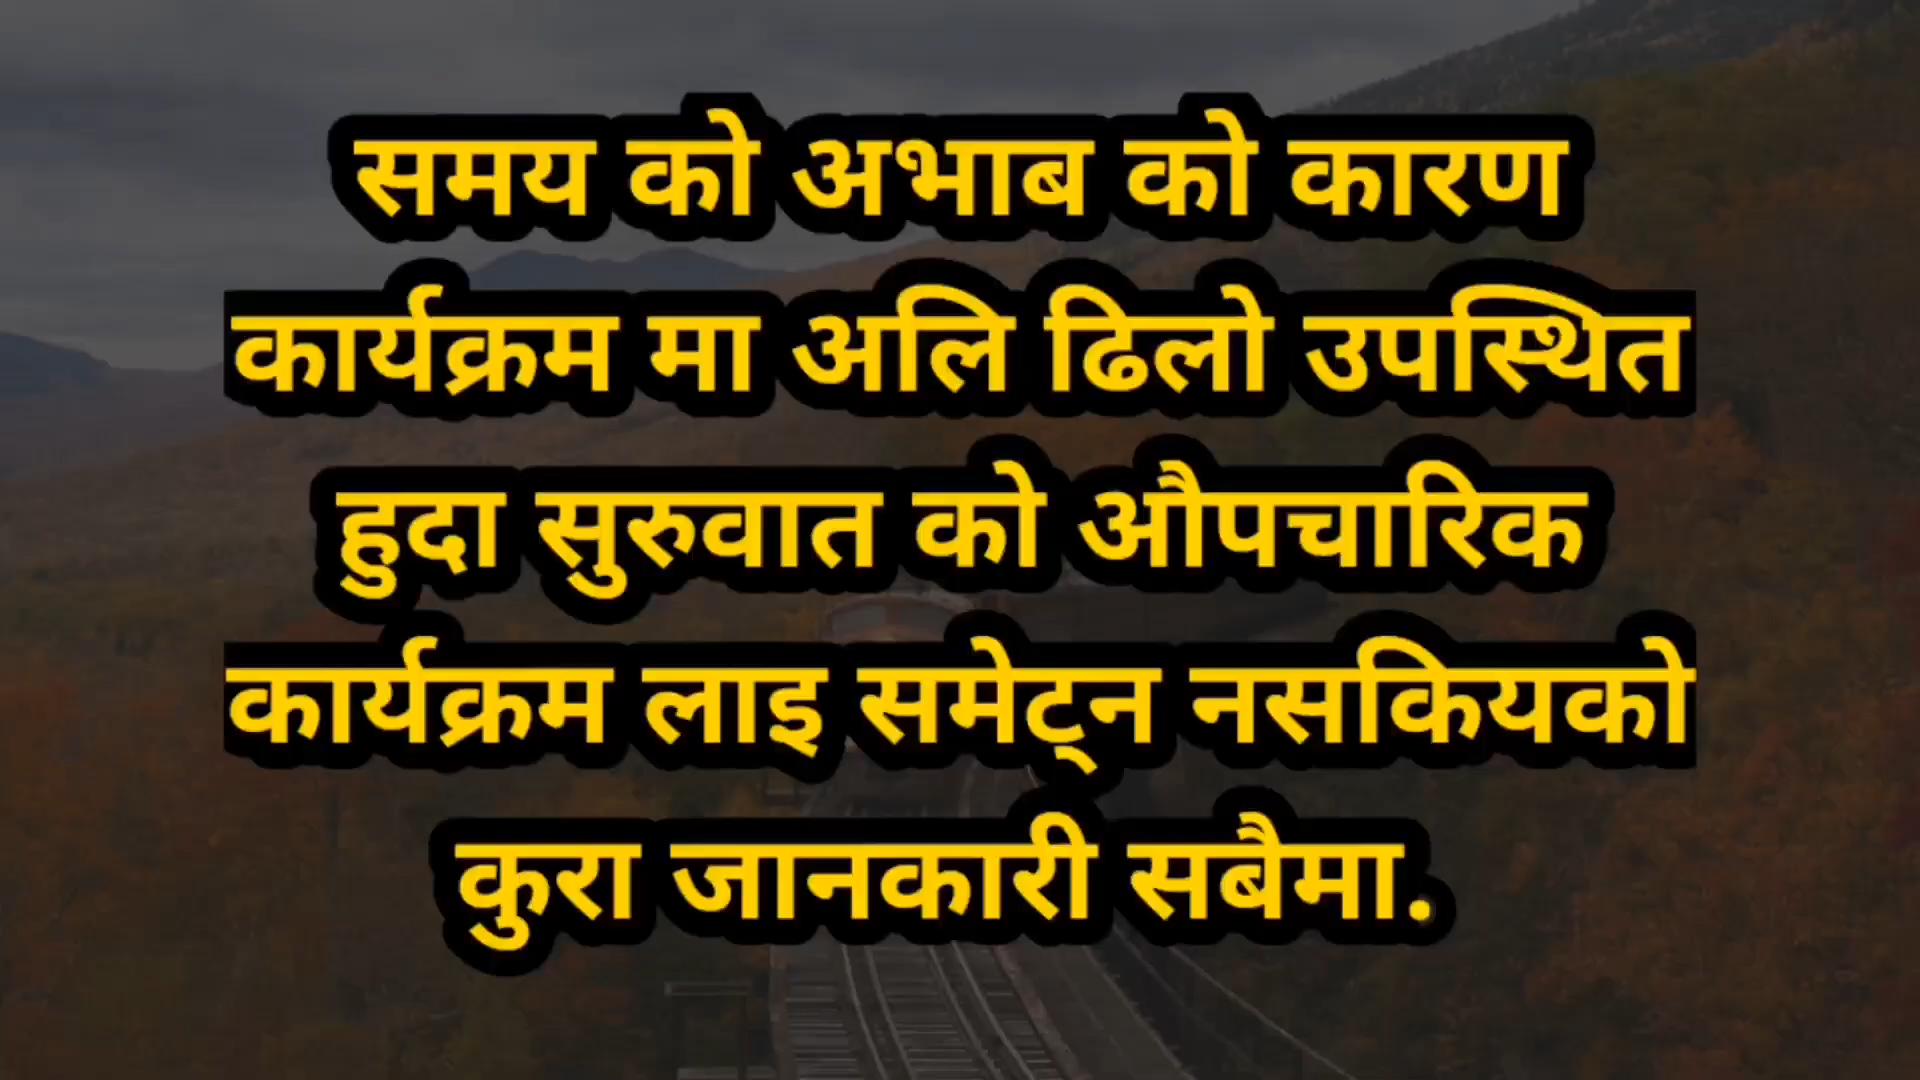 समय को अभाब को कारण
कार्यक्रम मा अलि ढिलो उपस्थित
हुदा सुरुवात को औपचारिक
कार्यक्रम लाइ समेट्न नसकियको
कुरा जानकारी सबैमा.